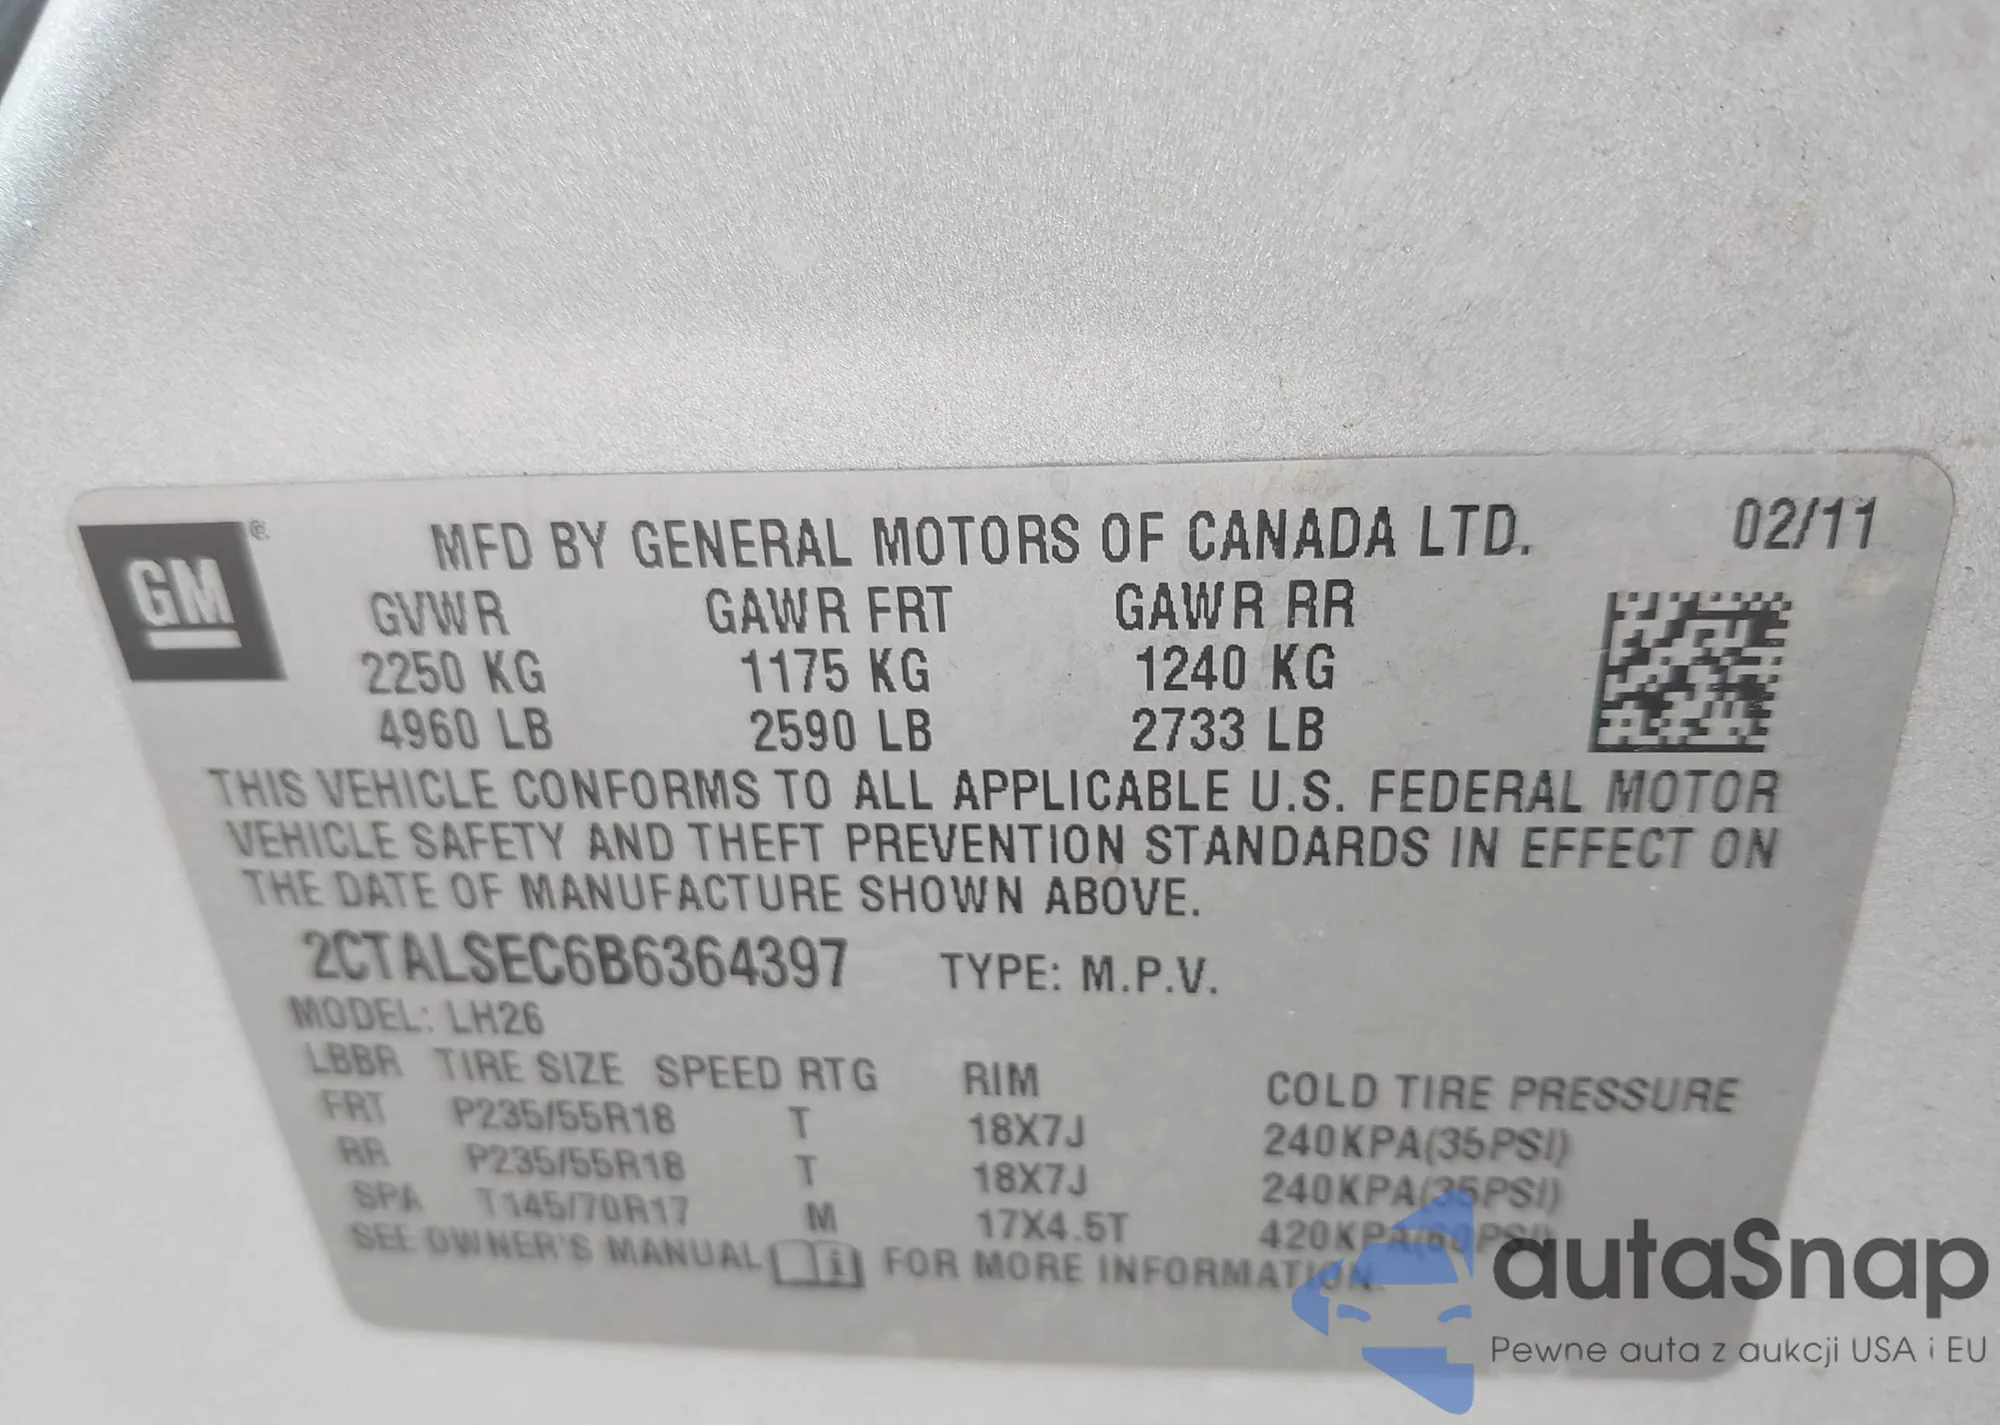 GM ®
MFD BY GENERAL MOTORS OF CANADA LTD. 02/11
GVWR GAWR FRT GAWR RR
2250 KG 1175 KG 1240 KG
4960 LB 2590 LB 2733 LB
THIS VEHICLE CONFORMS TO ALL APPLICABLE U.S. FEDERAL MOTOR
VEHICLE SAFETY AND THEFT PREVENTION STANDARDS IN EFFECT ON
THE DATE OF MANUFACTURE SHOWN ABOVE.
2CTALSEC6B6364397 TYPE: M.P.V.
MODEL: LH26
LBBR TIRE SIZE SPEED RTG RIM COLD TIRE PRESSURE
FRT P235/55R18 T 18X7J 240KPA(35PSI)
RR P235/55R18 T 18X7J 240KPA(35PSI)
SPA T145/70R17 M 17X4.5T 420KPA(60PSI)
SEE OWNER'S MANUAL i FOR MORE INFORMATION.
autaSnap
Pewne auta z aukcji USA i EU